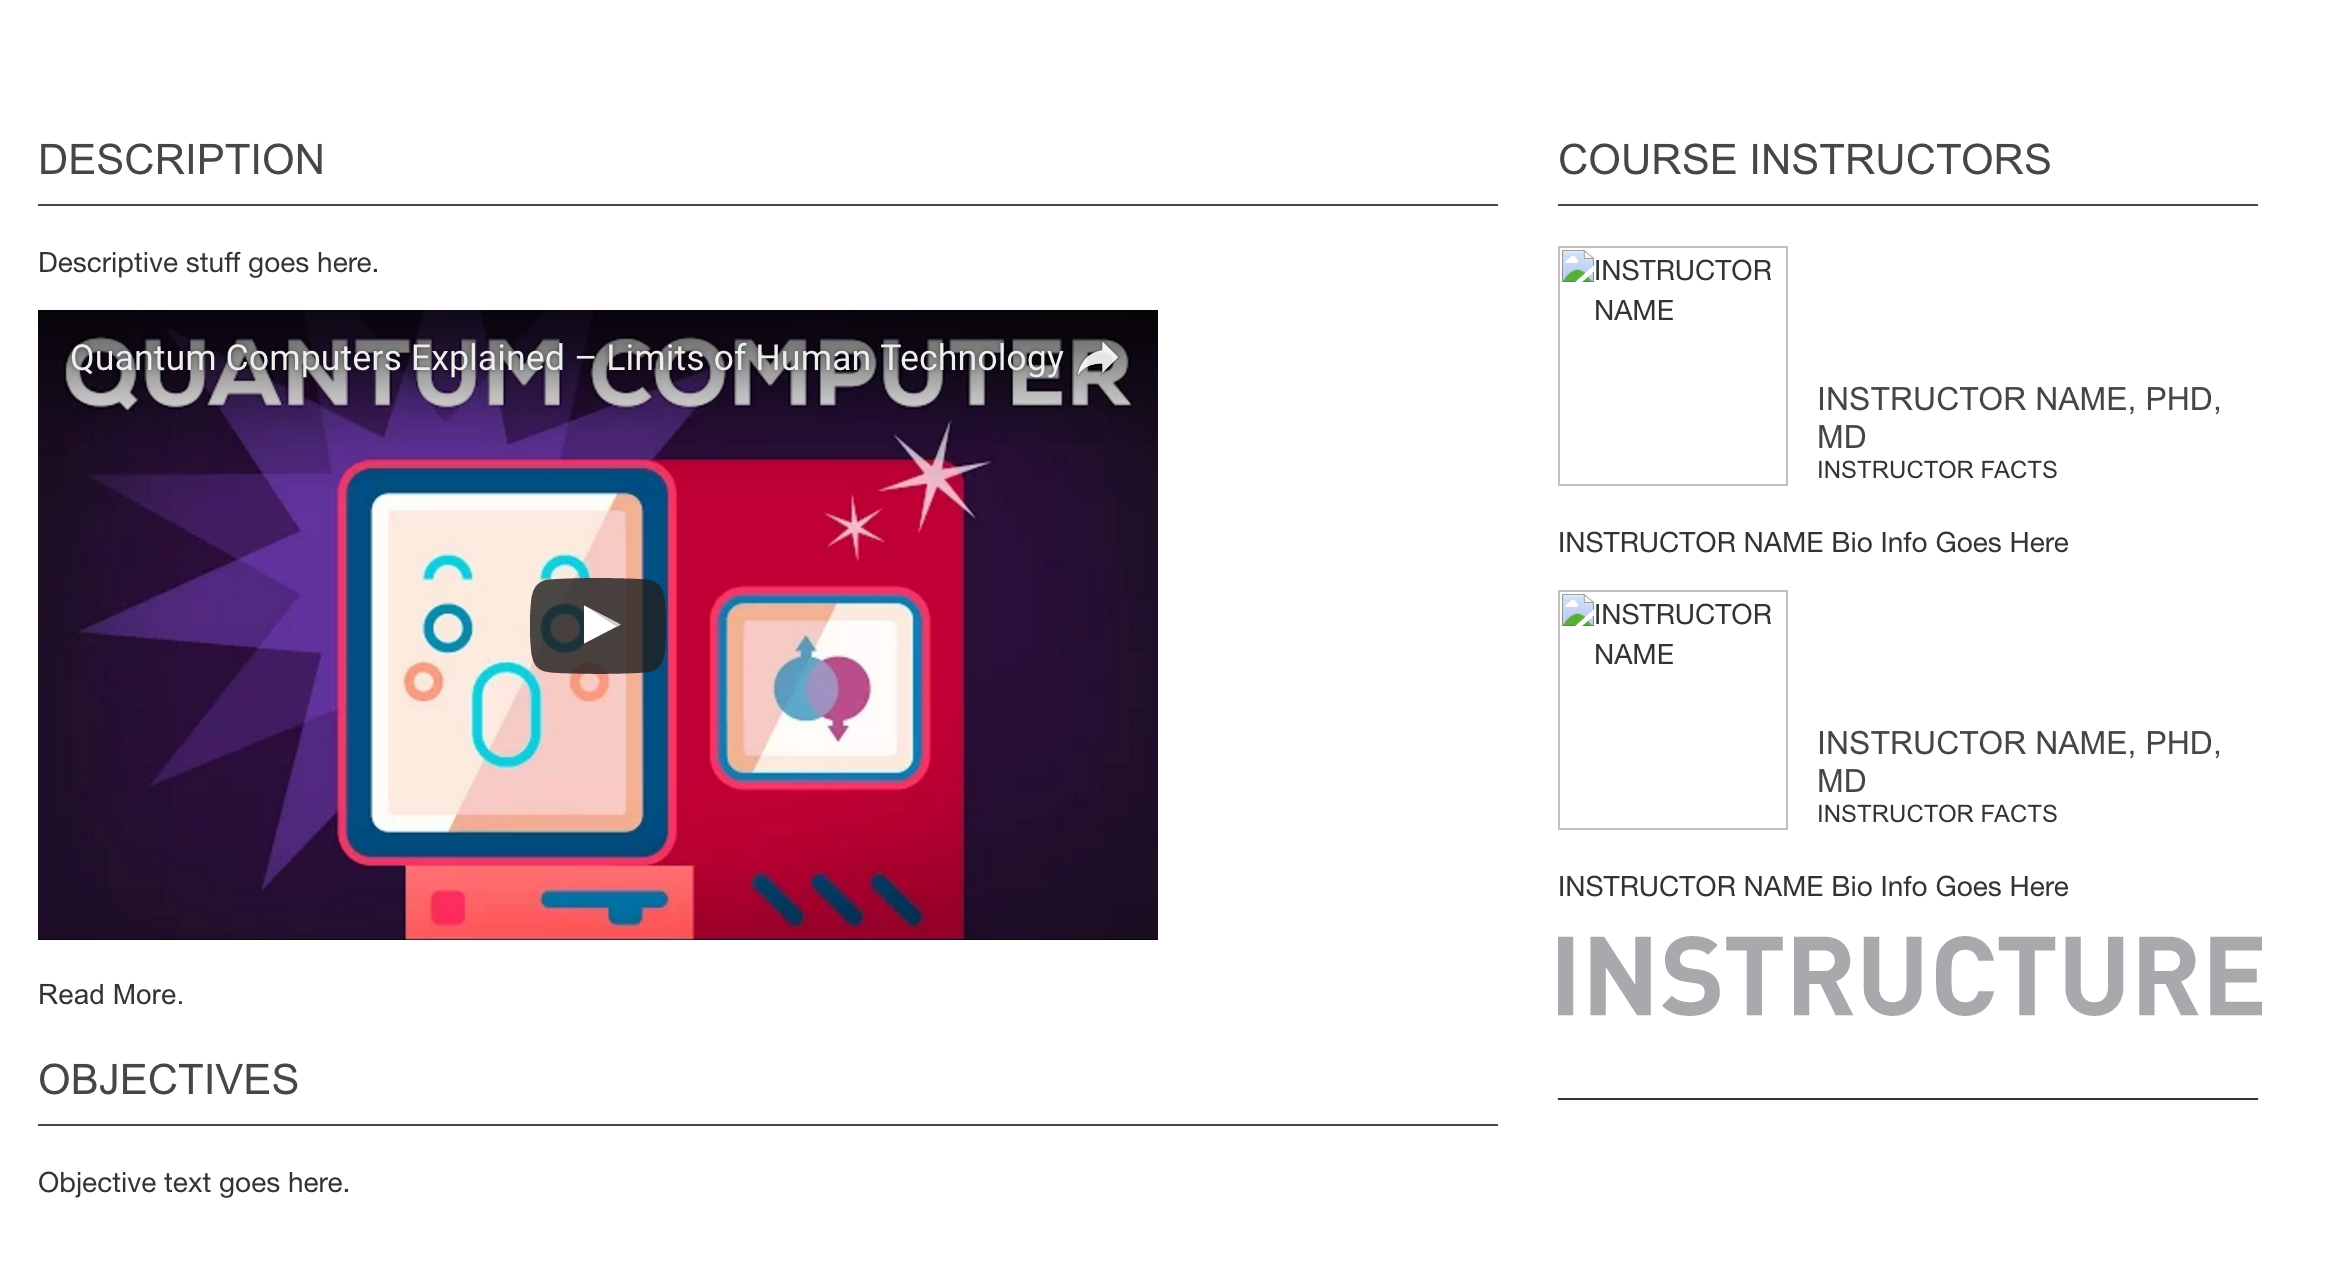 DESCRIPTION
Descriptive stuff goes here.
QUANTUM COMPUTER
Quantum Computers Explained – Limits of Human Technology
Read More.
OBJECTIVES
Objective text goes here.
COURSE INSTRUCTORS
INSTRUCTOR
NAME
INSTRUCTOR NAME, PHD,
MD
INSTRUCTOR FACTS
INSTRUCTOR NAME Bio Info Goes Here
INSTRUCTOR
NAME
INSTRUCTOR NAME, PHD,
MD
INSTRUCTOR FACTS
INSTRUCTOR NAME Bio Info Goes Here
INSTRUCTURE